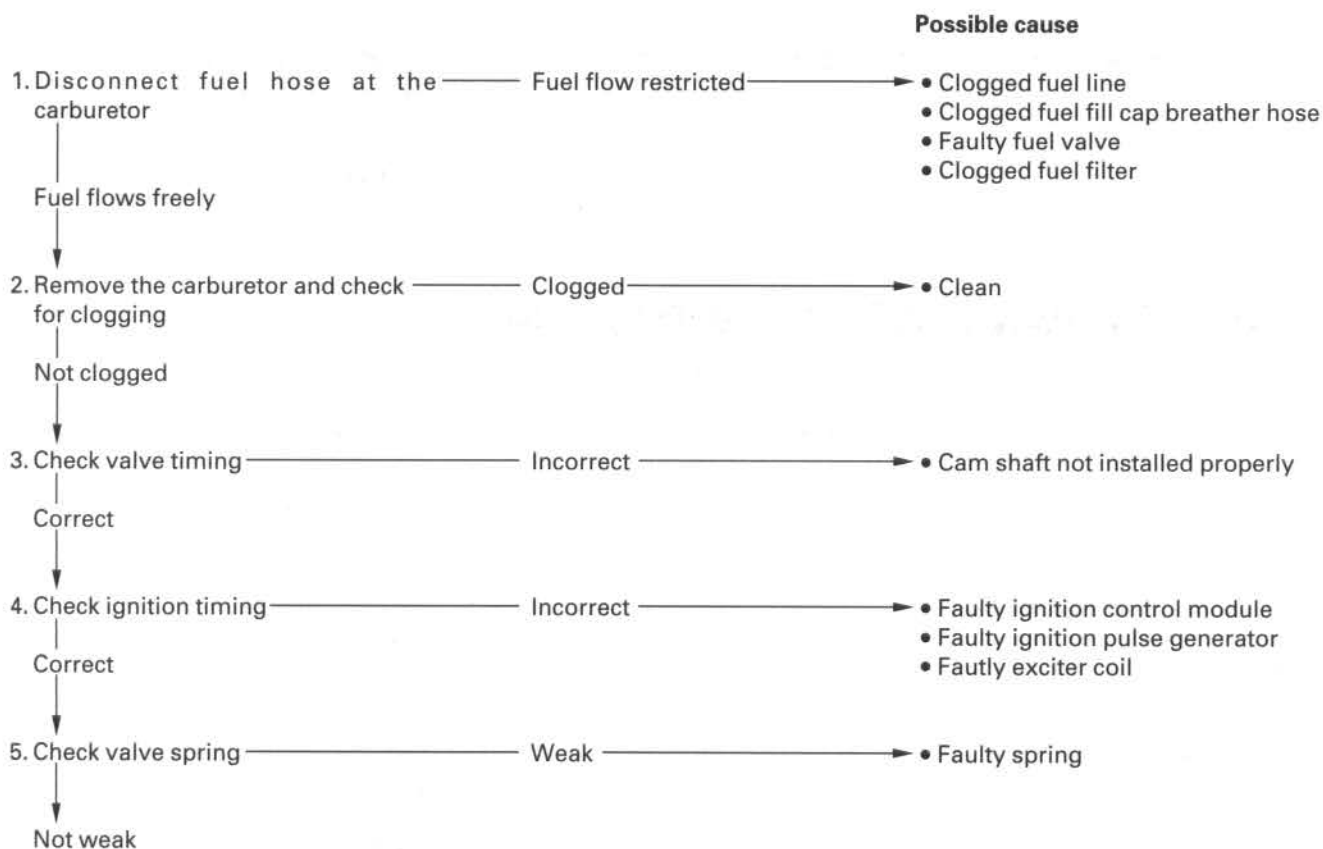 Possible cause
1. Disconnect fuel hose at the
carburetor
Fuel flow restricted
• Clogged fuel line
• Clogged fuel fill cap breather hose
• Faulty fuel valve
• Clogged fuel filter
Fuel flows freely
2. Remove the carburetor and check
for clogging
Clogged
• Clean
Not clogged
3. Check valve timing
Incorrect
• Cam shaft not installed properly
Correct
4. Check ignition timing
Incorrect
• Faulty ignition control module
• Faulty ignition pulse generator
• Fautly exciter coil
Correct
5. Check valve spring
Weak
• Faulty spring
Not weak